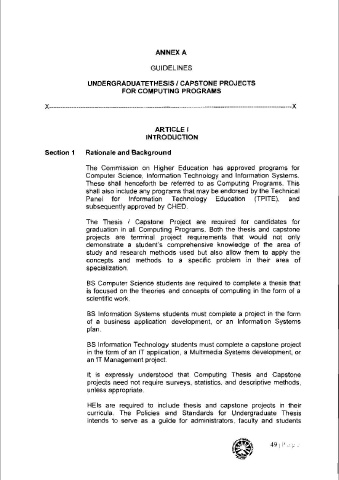 ANNEX A
GUIDELINES
UNDERGRADUATETHESIS / CAPSTONE PROJECTS
FOR COMPUTING PROGRAMS
X---------------------------------------------------------------------------------------------X
ARTICLE I
INTRODUCTION
Section 1 Rationale and Background
The Commission on Higher Education has approved programs for
Computer Science, Information Technology and Information Systems.
These shall henceforth be referred to as Computing Programs. This
shall also include any programs that may be endorsed by the Technical
Panel for Information Technology Education (TPITE), and
subsequently approved by CHED.
The Thesis / Capstone Project are required for candidates for
graduation in all Computing Programs. Both the thesis and capstone
projects are terminal project requirements that would not only
demonstrate a student's comprehensive knowledge of the area of
study and research methods used but also allow them to apply the
concepts and methods to a specific problem in their area of
specialization.
BS Computer Science students are required to complete a thesis that
is focused on the theories and concepts of computing in the form of a
scientific work.
BS Information Systems students must complete a project in the form
of a business application development, or an Information Systems
plan.
BS Information Technology students must complete a capstone project
in the form of an IT application, a Multimedia Systems development, or
an IT Management project.
It is expressly understood that Computing Thesis and Capstone
projects need not require surveys, statistics, and descriptive methods,
unless appropriate.
HEIs are required to include thesis and capstone projects in their
curricula. The Policies and Standards for Undergraduate Thesis
intends to serve as a guide for administrators, faculty and students
49 | P a g e